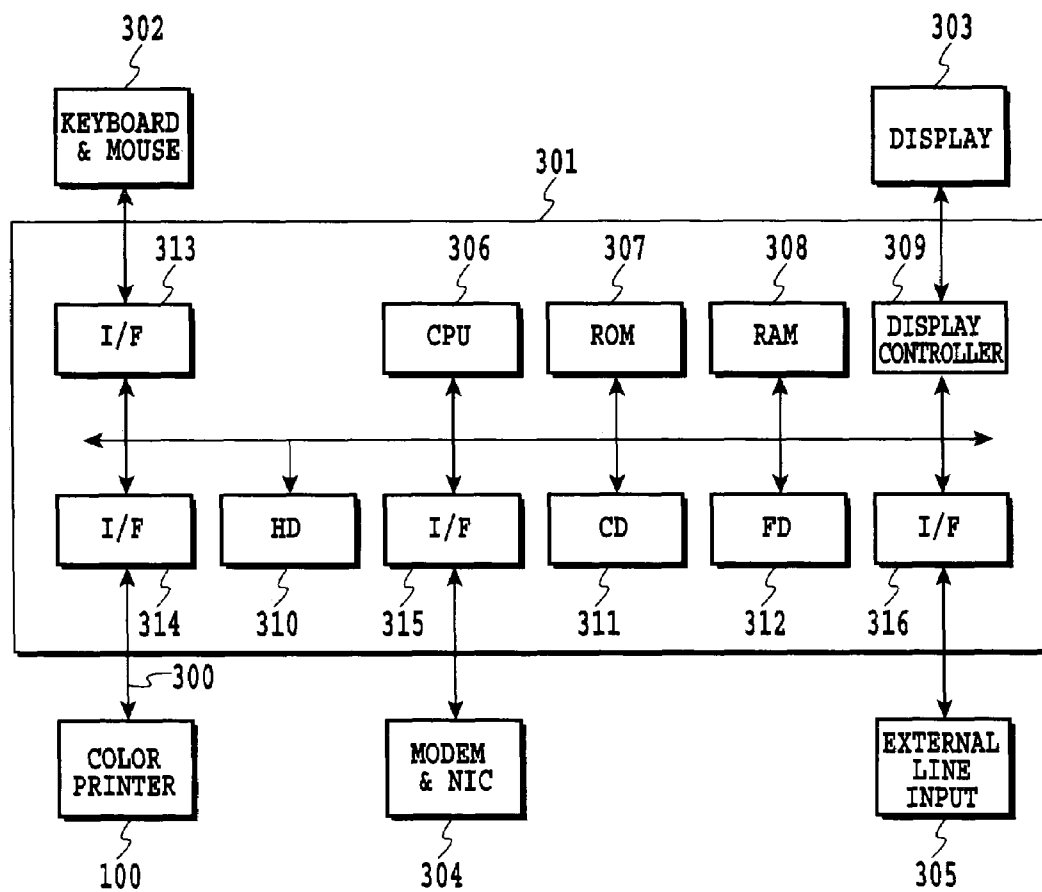 302
303
KEYBOARD
& MOUSE
DISPLAY
301
313
306
307
308
309
I/F
CPU
ROM
RAM
DISPLAY
CONTROLLER
I/F
HD
I/F
CD
FD
I/F
314
310
315
311
312
316
300
COLOR
PRINTER
MODEM
& NIC
EXTERNAL
LINE
INPUT
100
304
305